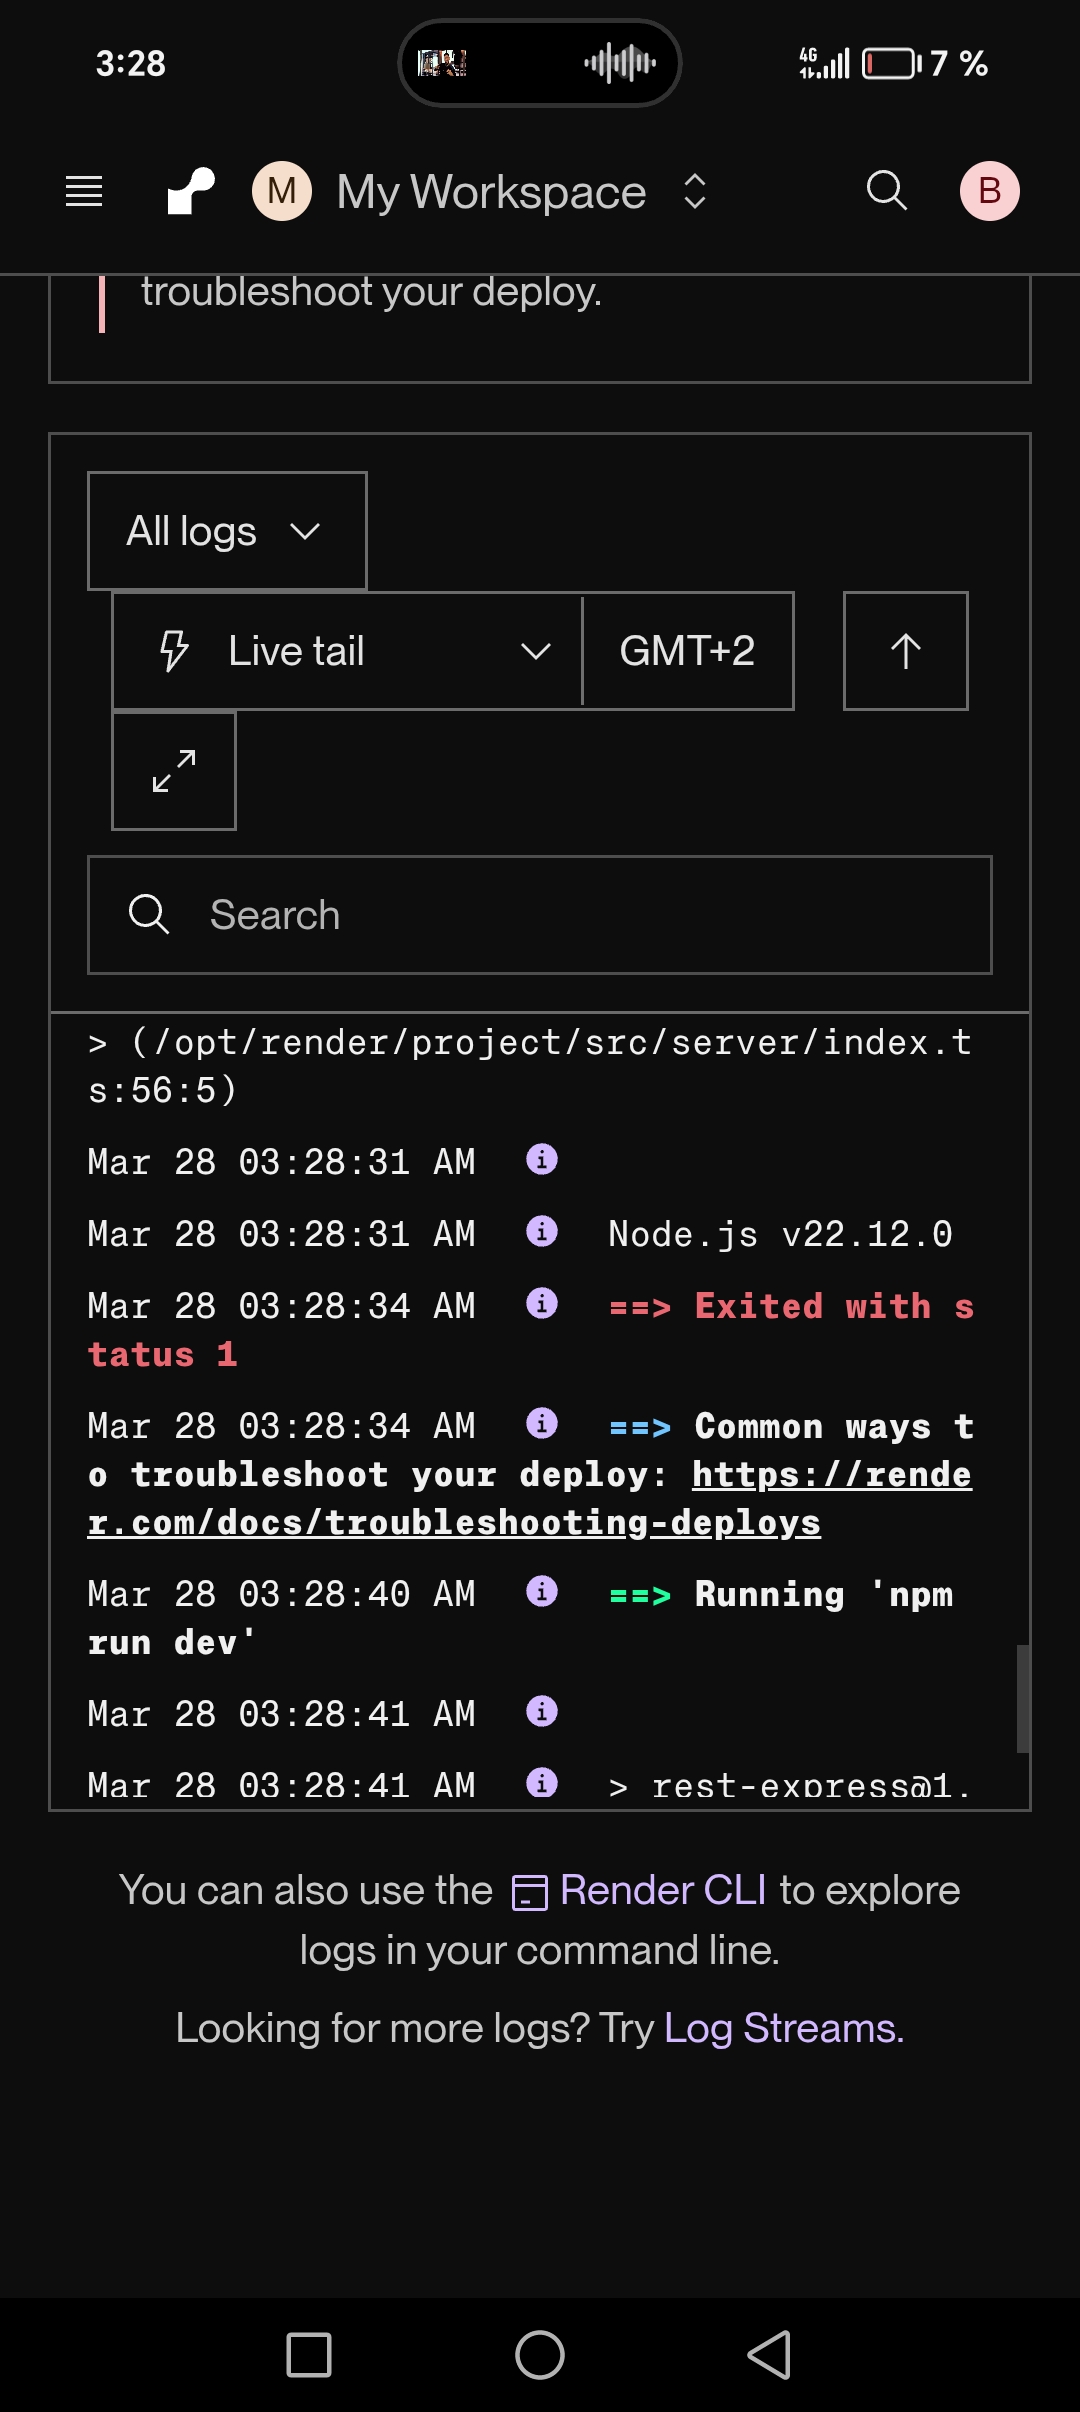 3:28
4G
7 %
M My Workspace
B
troubleshoot your deploy.
All logs
Live tail
GMT+2
Search
> (/opt/render/project/src/server/index.t
s:56:5)
Mar 28 03:28:31 AM i
Mar 28 03:28:31 AM i Node.js v22.12.0
Mar 28 03:28:34 AM i ==> Exited with s
tatus 1
Mar 28 03:28:34 AM i ==> Common ways t
o troubleshoot your deploy: https://rende
r.com/docs/troubleshooting-deploys
Mar 28 03:28:40 AM i ==> Running 'npm
run dev'
Mar 28 03:28:41 AM i
Mar 28 03:28:41 AM i > rest-express@1.
You can also use the Render CLI to explore
logs in your command line.
Looking for more logs? Try Log Streams.